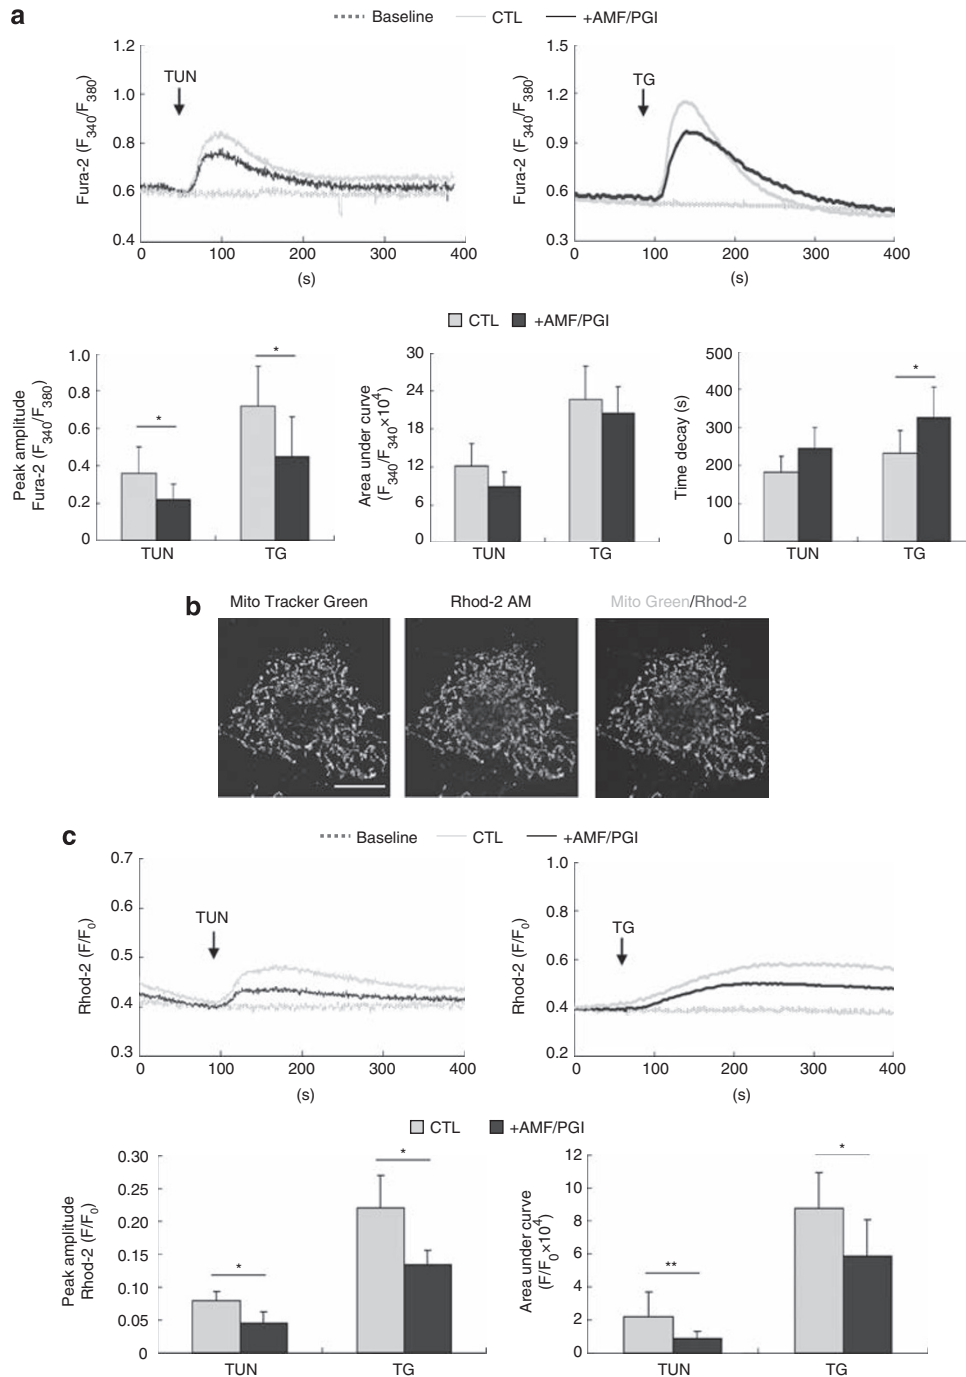 a
Baseline CTL +AMF/PGI
Fura-2 (F340/F380)
1.2
1.0
0.8
0.6
0.4
TUN
0 100 200 300 400
(s)
Fura-2 (F340/F380)
1.5
1.2
0.9
0.6
0.3
TG
0 100 200 300 400
(s)
CTL +AMF/PGI
Peak amplitude
Fura-2 (F340/F380)
1.0
0.8
0.6
0.4
0.2
0
*
*
TUN TG
Area under curve
(F340/F340×10⁴)
30
24
18
12
6
0
TUN TG
Time decay (s)
500
400
300
200
100
0
*
TUN TG
b
Mito Tracker Green
Rhod-2 AM
Mito Green/Rhod-2
c
Baseline CTL +AMF/PGI
Rhod-2 (F/F0)
0.7
0.6
0.5
0.4
0.3
TUN
0 100 200 300 400
(s)
Rhod-2 (F/F0)
1.0
0.8
0.6
0.4
0.2
TG
0 100 200 300 400
(s)
CTL +AMF/PGI
Peak amplitude
Rhod-2 (F/F0)
0.30
0.25
0.20
0.15
0.10
0.05
0
*
*
TUN TG
Area under curve
(F/F0×10⁴)
12
10
8
6
4
2
0
**
*
TUN TG